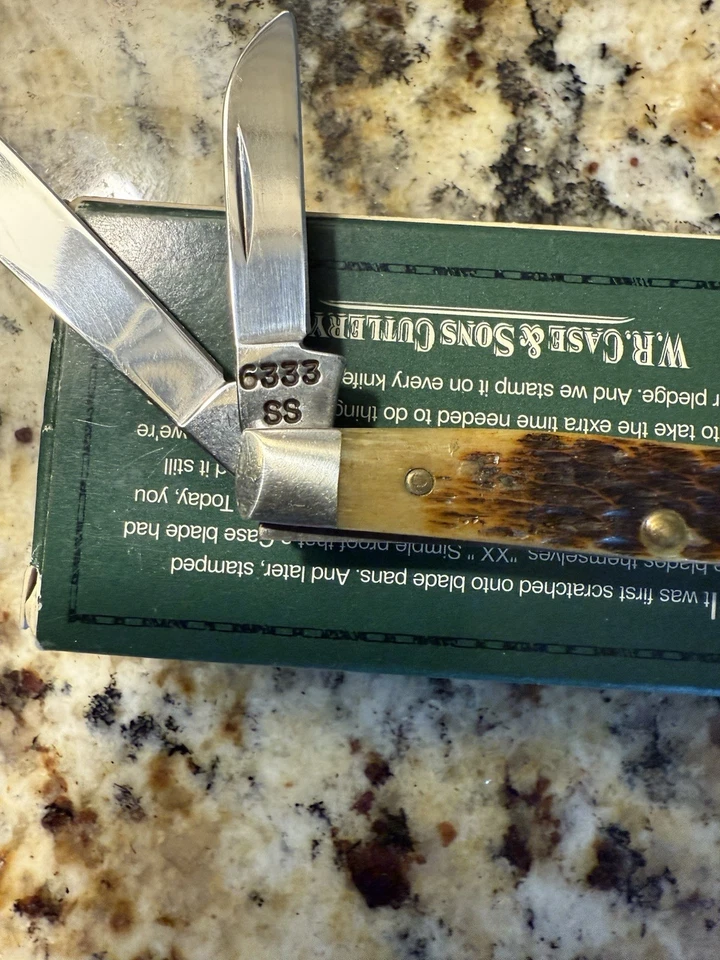 6333
SS
It was first scratched onto blade pans. And later, stamped
blades themselves. "XX." Simple proof that a Case blade had
Today, you
it still
we're
to take the extra time needed to do
pledge. And we stamp it on every knife
W.R. CASE & SONS CUTLERY